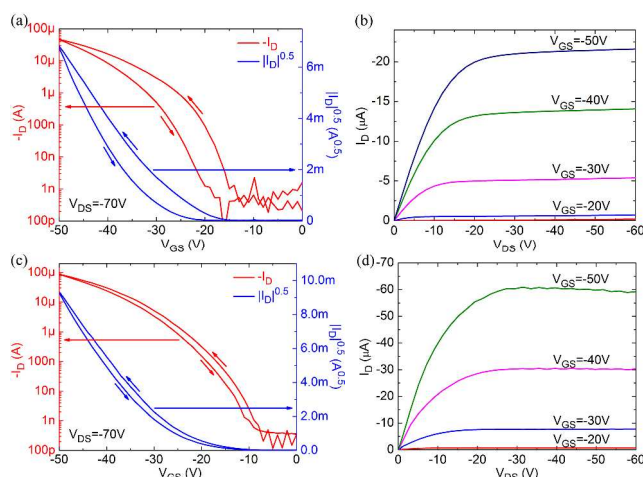 (a)
-I_D (A)
100µ
10µ
1µ
100n
10n
1n
100p
-I_D
|I_D|^0.5
6m
4m
2m
0
|I_D|^0.5 (A^0.5)
V_DS=-70V
-50 -40 -30 -20 -10 0
V_GS (V)
(b)
I_D (µA)
-20
-15
-10
-5
0
V_GS=-50V
V_GS=-40V
V_GS=-30V
V_GS=-20V
0 -10 -20 -30 -40 -50 -60
V_DS (V)
(c)
-I_D (A)
100µ
10µ
1µ
100n
10n
1n
100p
-I_D
|I_D|^0.5
10.0m
8.0m
6.0m
4.0m
2.0m
0.0
|I_D|^0.5 (A^0.5)
V_DS=-70V
-50 -40 -30 -20 -10 0
V_GS (V)
(d)
I_D (µA)
-70
-60
-50
-40
-30
-20
-10
0
V_GS=-50V
V_GS=-40V
V_GS=-30V
V_GS=-20V
0 -10 -20 -30 -40 -50 -60
V_DS (V)